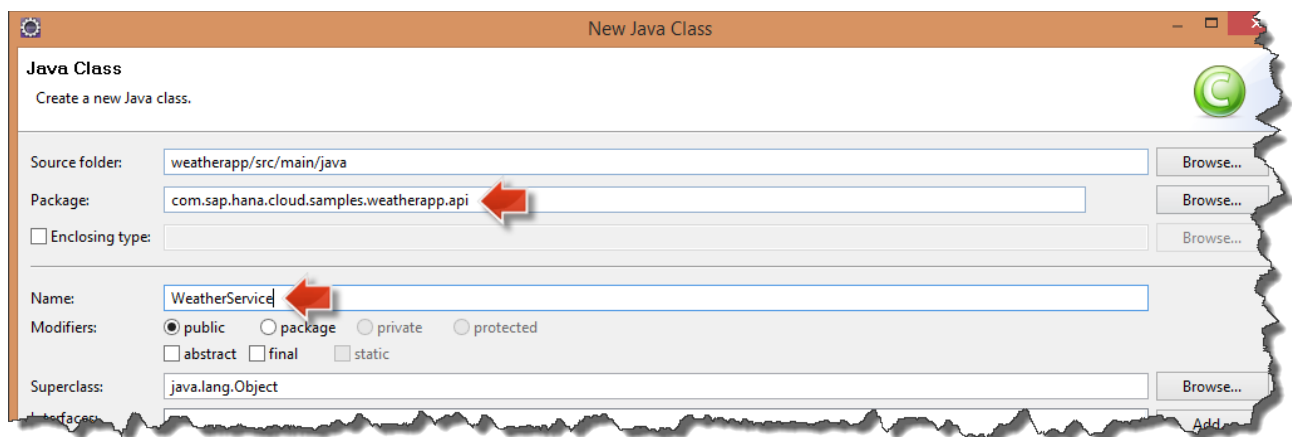 New Java Class
Java Class
Create a new Java class.
C
Source folder: weatherapp/src/main/java Browse...
Package: com.sap.hana.cloud.samples.weatherapp.api Browse...
Enclosing type: Browse...
Name: WeatherService
Modifiers: public package private protected
abstract final static
Superclass: java.lang.Object Browse...
Interfaces: Add...